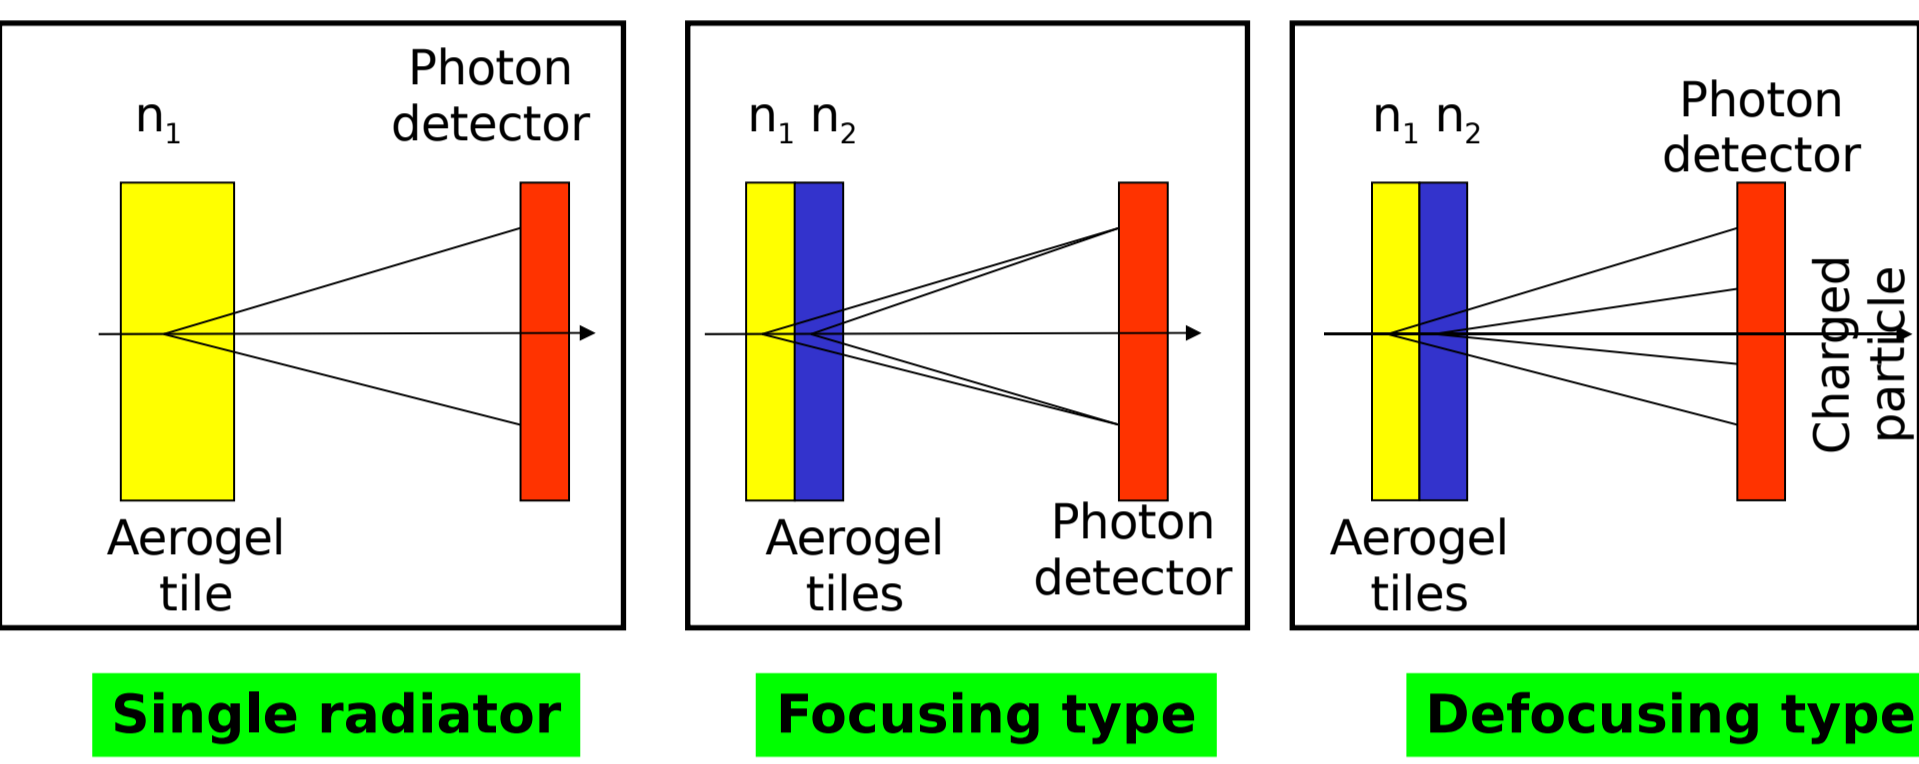 Photon
detector
n₁
Aerogel
tile
Single radiator
n₁ n₂
Aerogel
tiles
Photon
detector
Focusing type
n₁ n₂
Photon
detector
Charged
particle
Aerogel
tiles
Defocusing type